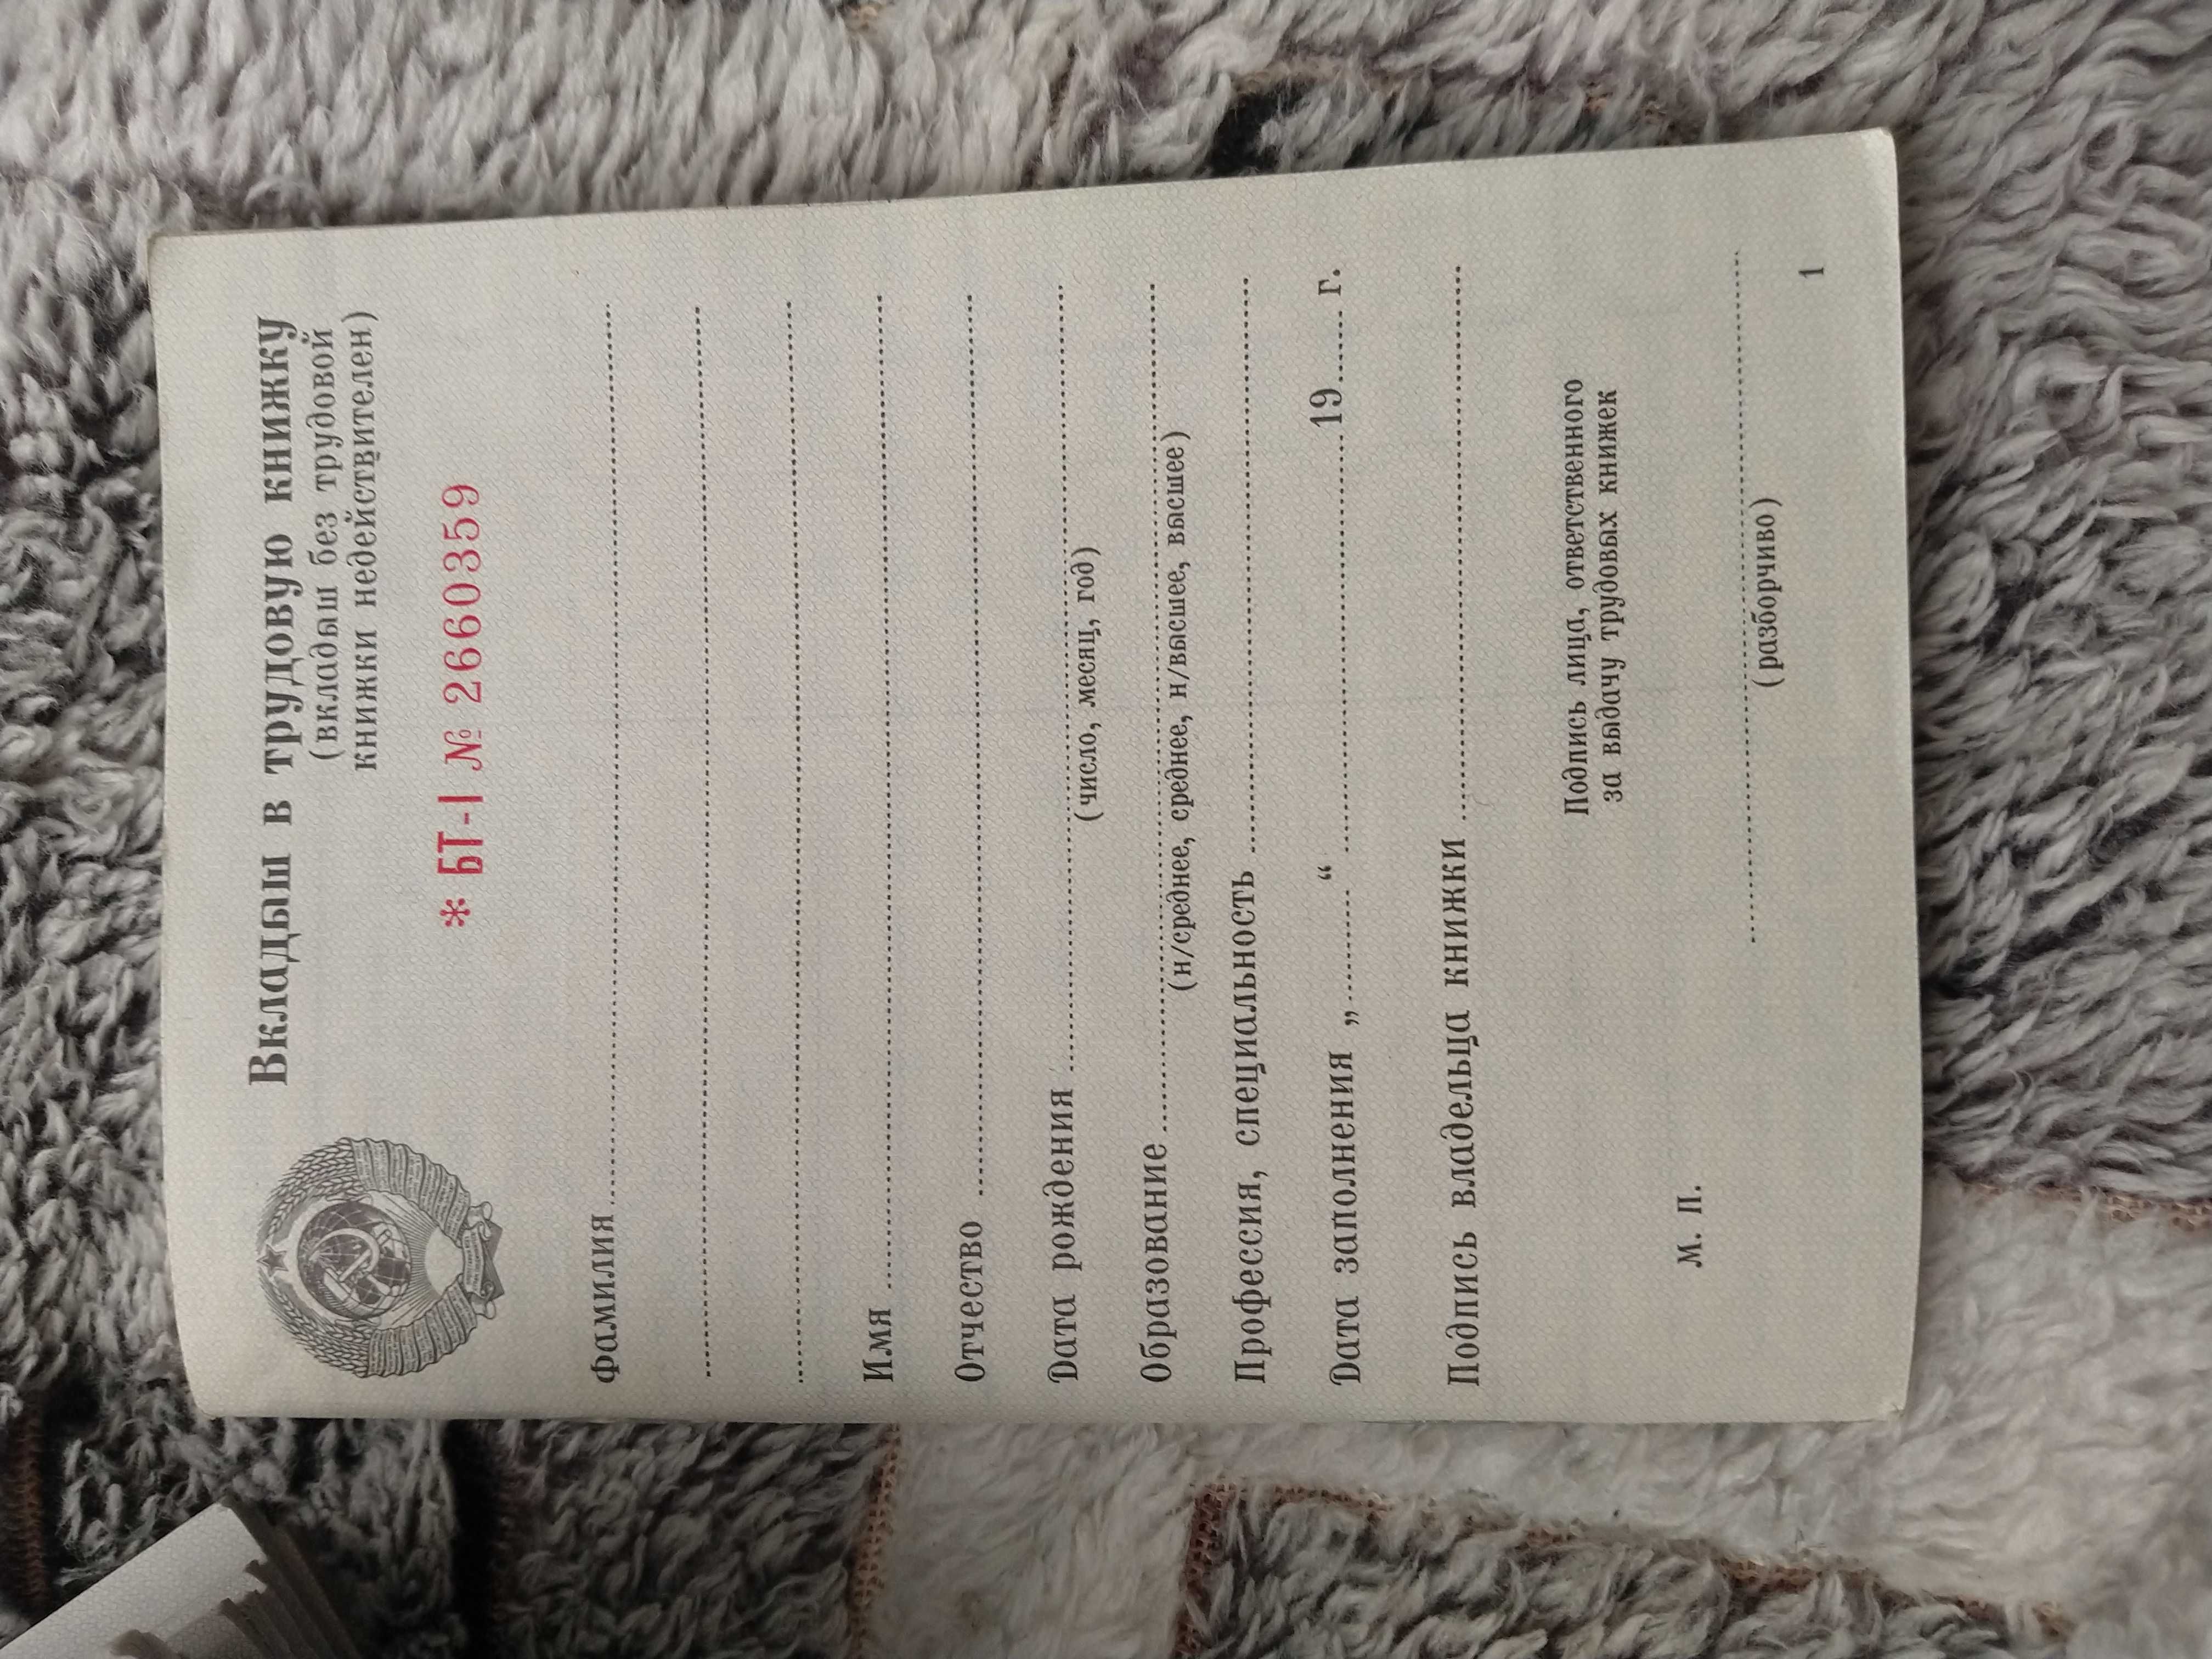 Вкладыш в трудовую книжку
(вкладыш без трудовой
книжки недействителен)
* БТ-I № 2660359
Фамилия
Имя
Отчество
Дата рождения
(число, месяц, год)
Образование
(н/среднее, среднее, н/высшее, высшее)
Профессия, специальность
Дата заполнения „ “ 19 г.
Подпись владельца книжки
Подпись лица, ответственного
за выдачу трудовых книжек
М. П.
(разборчиво)
1